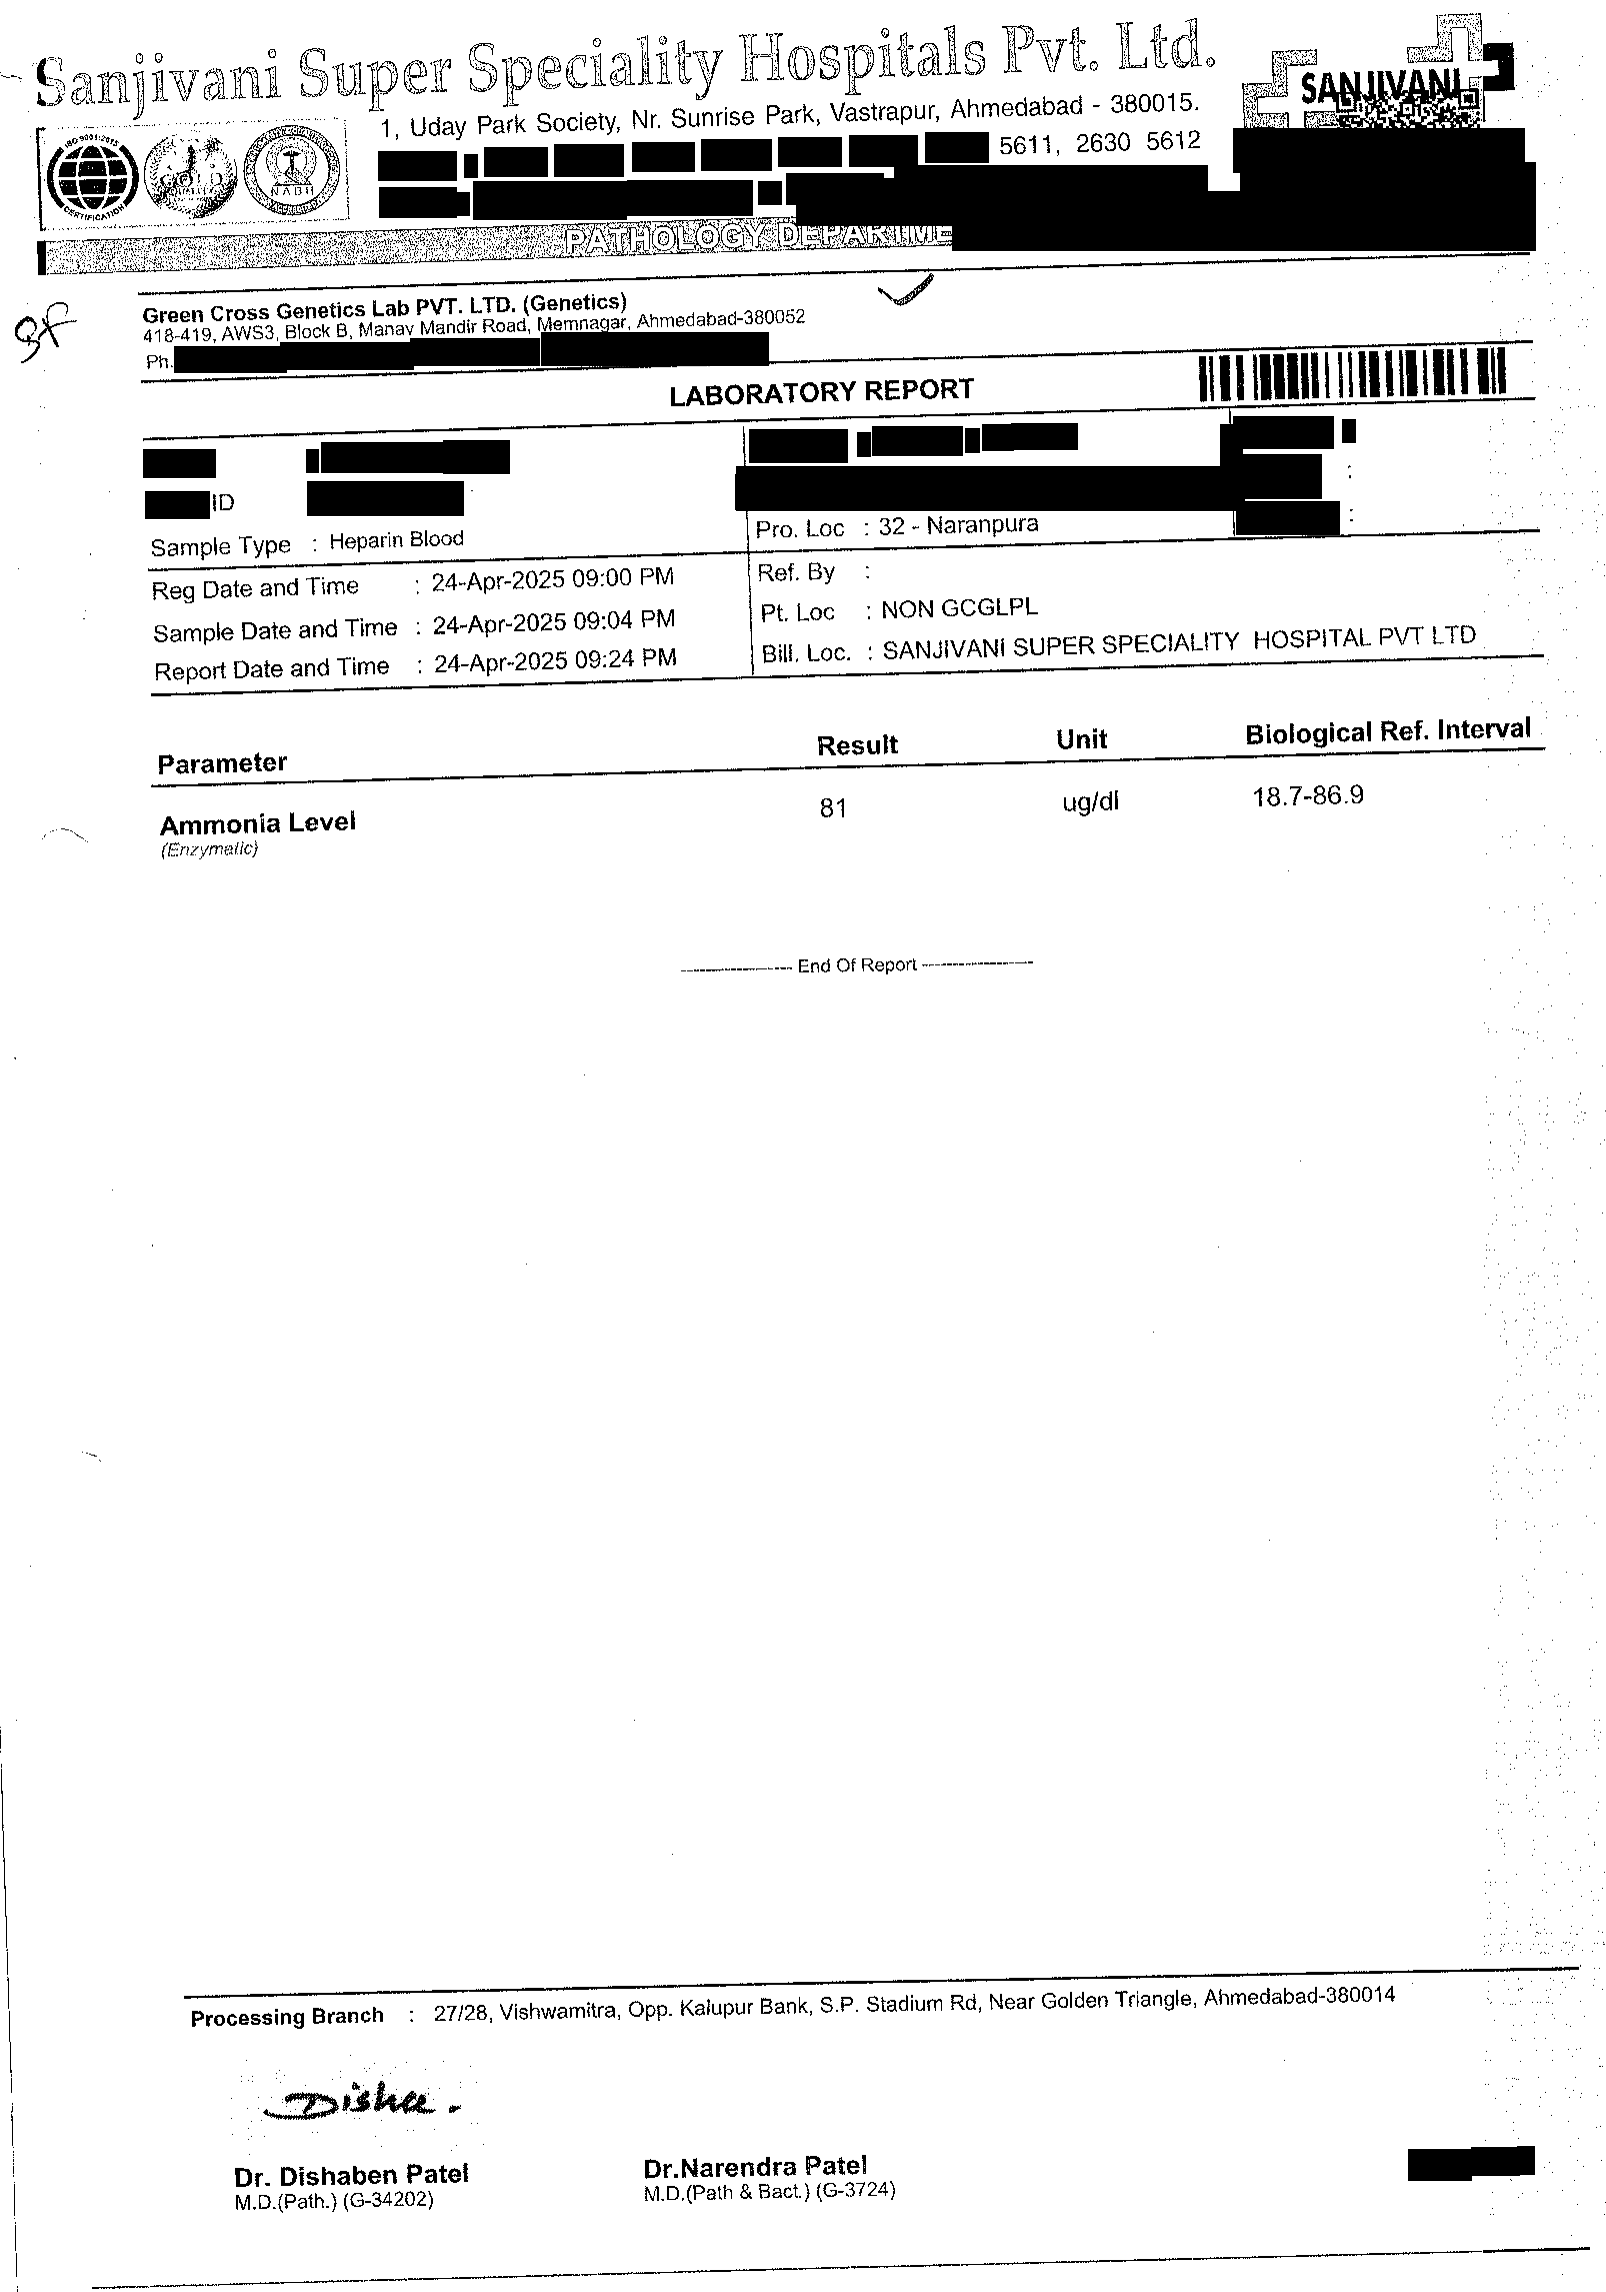 Sanjivani Super Speciality Hospitals Pvt. Ltd.
SANJIVANI
1, Uday Park Society, Nr. Sunrise Park, Vastrapur, Ahmedabad - 380015.
5611, 2630 5612
ISO 9001:2015
CERTIFICATION
NABH
PATHOLOGY DEPARTME
Green Cross Genetics Lab PVT. LTD. (Genetics)
418-419, AWS3, Block B, Manav Mandir Road, Memnagar, Ahmedabad-380052
Ph.
LABORATORY REPORT
ID
:
:
Sample Type : Heparin Blood
Pro. Loc : 32 - Naranpura
Reg Date and Time : 24-Apr-2025 09:00 PM
Ref. By :
Sample Date and Time : 24-Apr-2025 09:04 PM
Pt. Loc : NON GCGLPL
Report Date and Time : 24-Apr-2025 09:24 PM
Bill. Loc. : SANJIVANI SUPER SPECIALITY HOSPITAL PVT LTD
Parameter Result Unit Biological Ref. Interval
Ammonia Level 81 ug/dl 18.7-86.9
(Enzymatic)
------------------- End Of Report -------------------
Processing Branch : 27/28, Vishwamitra, Opp. Kalupur Bank, S.P. Stadium Rd, Near Golden Triangle, Ahmedabad-380014
Disha.
Dr. Dishaben Patel
M.D.(Path.) (G-34202)
Dr.Narendra Patel
M.D.(Path & Bact.) (G-3724)